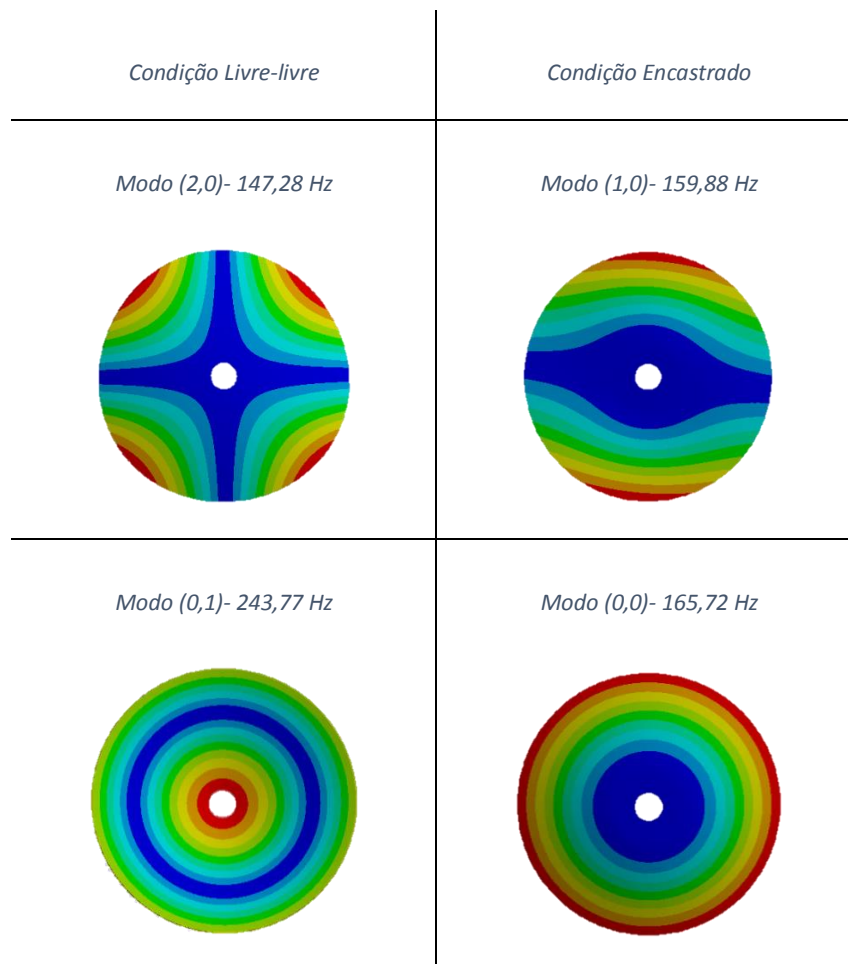 Condição Livre-livre
Condição Encastrado
Modo (2,0)- 147,28 Hz
Modo (1,0)- 159,88 Hz
Modo (0,1)- 243,77 Hz
Modo (0,0)- 165,72 Hz